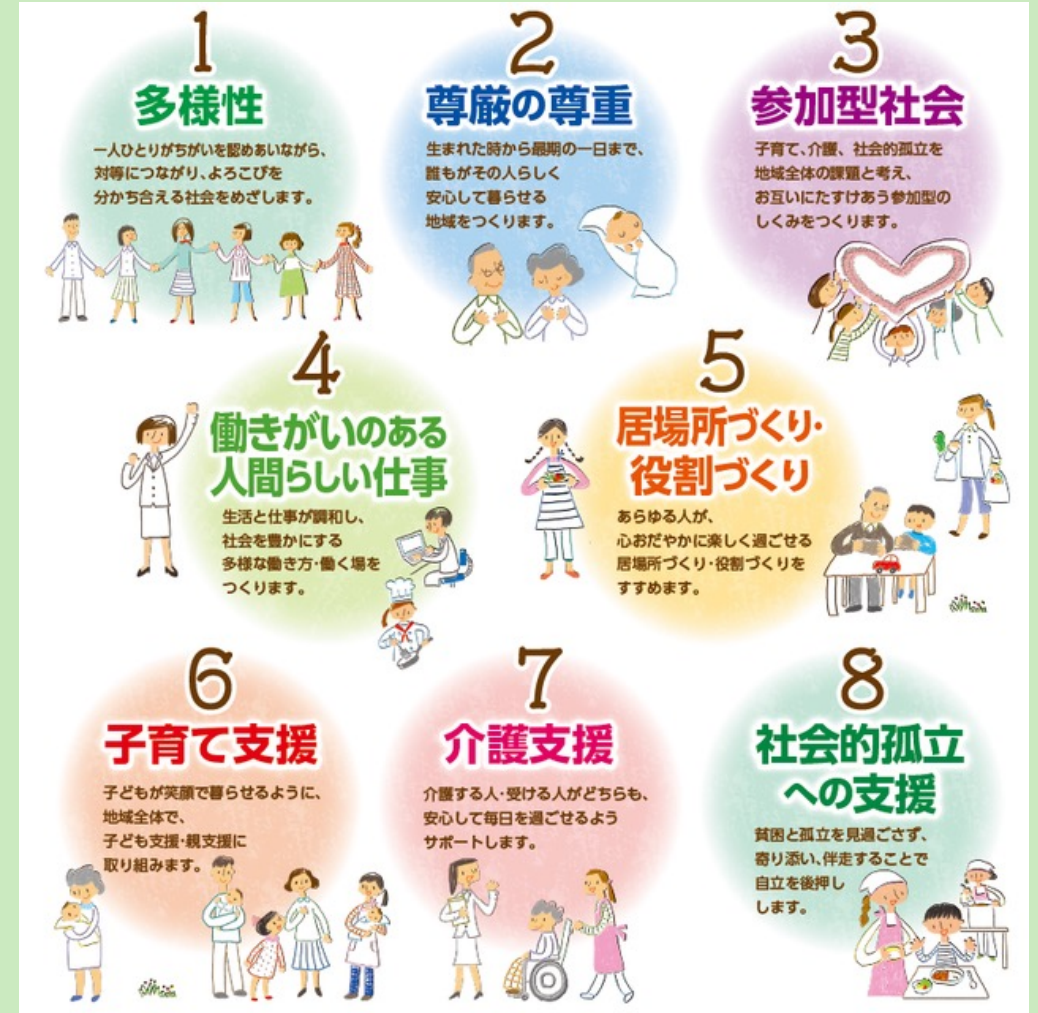 1
多様性
一人ひとりがちがいを認めあいながら、
対等につながり、よろこびを
分かち合える社会をめざします。
2
尊厳の尊重
生まれた時から最期の一日まで、
誰もがその人らしく
安心して暮らせる
地域をつくります。
3
参加型社会
子育て、介護、社会的孤立を
地域全体の課題と考え、
お互いにたすけあう参加型の
しくみをつくります。
4
働きがいのある
人間らしい仕事
生活と仕事が調和し、
社会を豊かにする
多様な働き方・働く場を
つくります。
5
居場所づくり・
役割づくり
あらゆる人が、
心おだやかに楽しく過ごせる
居場所づくり・役割づくりを
すすめます。
6
子育て支援
子どもが笑顔で暮らせるように、
地域全体で、
子ども支援・親支援に
取り組みます。
7
介護支援
介護する人・受ける人がどちらも、
安心して毎日を過ごせるよう
サポートします。
8
社会的孤立
への支援
貧困と孤立を見過ごさず、
寄り添い、伴走することで
自立を後押し
します。